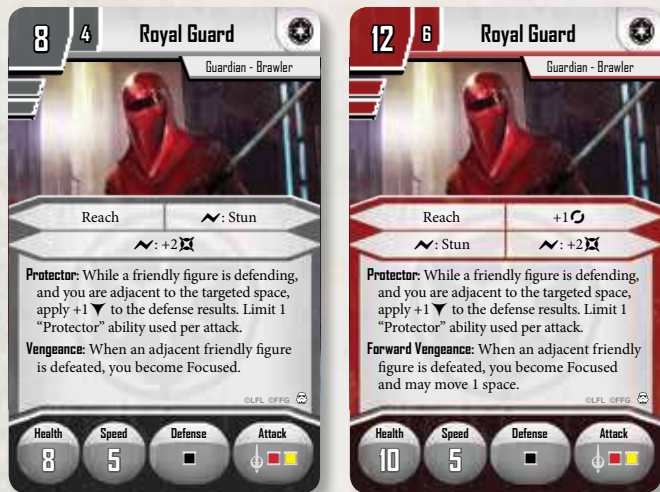 8 4 Royal Guard
Guardian - Brawler
Reach : Stun
: +2
Protector: While a friendly figure is defending,
and you are adjacent to the targeted space,
apply +1 to the defense results. Limit 1
“Protector” ability used per attack.
Vengeance: When an adjacent friendly figure
is defeated, you become Focused.
©LFL ©FFG
Health Speed Defense Attack
8 5
12 6 Royal Guard
Guardian - Brawler
Reach +1
: Stun : +2
Protector: While a friendly figure is defending,
and you are adjacent to the targeted space,
apply +1 to the defense results. Limit 1
“Protector” ability used per attack.
Forward Vengeance: When an adjacent friendly
figure is defeated, you become Focused
and may move 1 space.
©LFL ©FFG
Health Speed Defense Attack
10 5